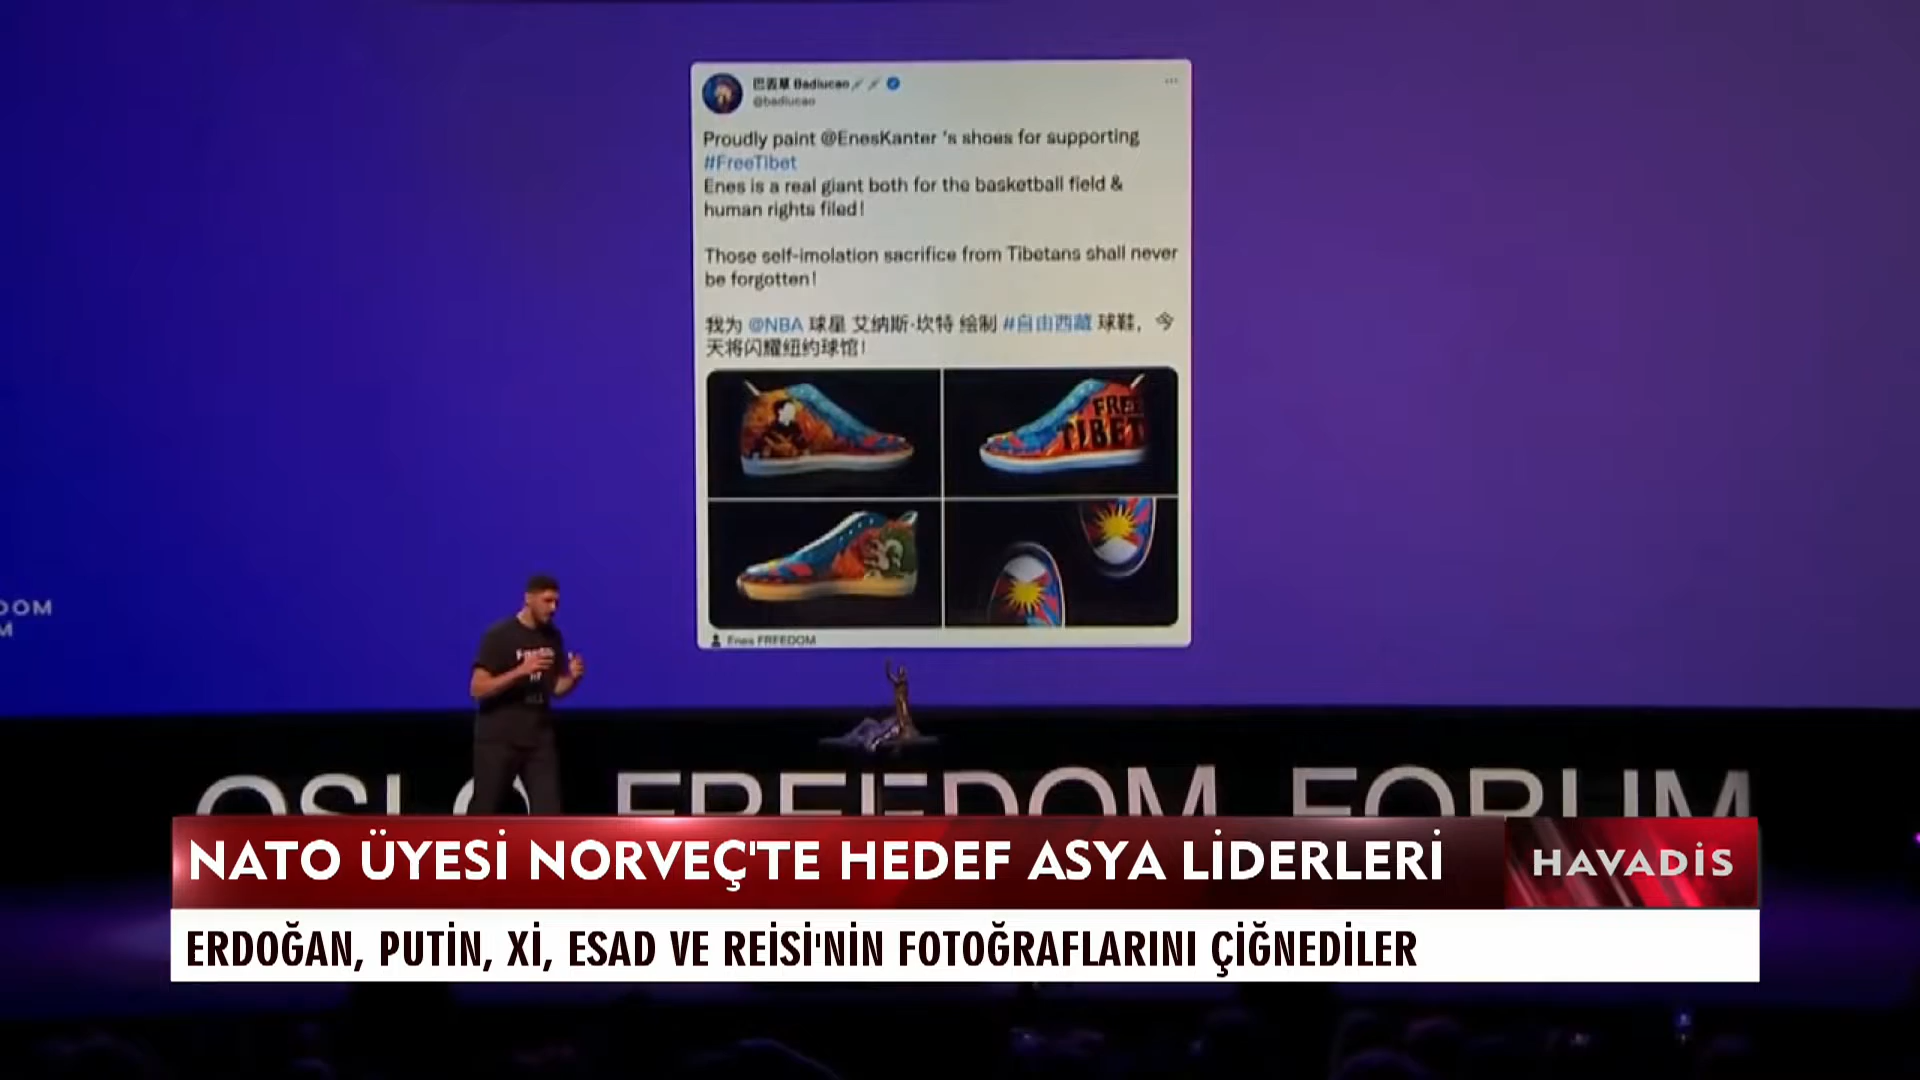 巴丢草 Badiucao
@badiucao
Proudly paint @EnesKanter 's shoes for supporting
#FreeTibet
Enes is a real giant both for the basketball field &
human rights filed!
Those self-imolation sacrifice from Tibetans shall never
be forgotten!
我为 @NBA 球星 艾纳斯·坎特 绘制 #自由西藏 球鞋，今
天将闪耀纽约球馆!
FREE
TIBET
Enes FREEDOM
DOM
M
OSLO FREEDOM FORUM
NATO ÜYESİ NORVEÇ'TE HEDEF ASYA LİDERLERİ
HAVADİS
ERDOĞAN, PUTİN, Xİ, ESAD VE REİSİ'NİN FOTOĞRAFLARINI ÇİĞNEDİLER